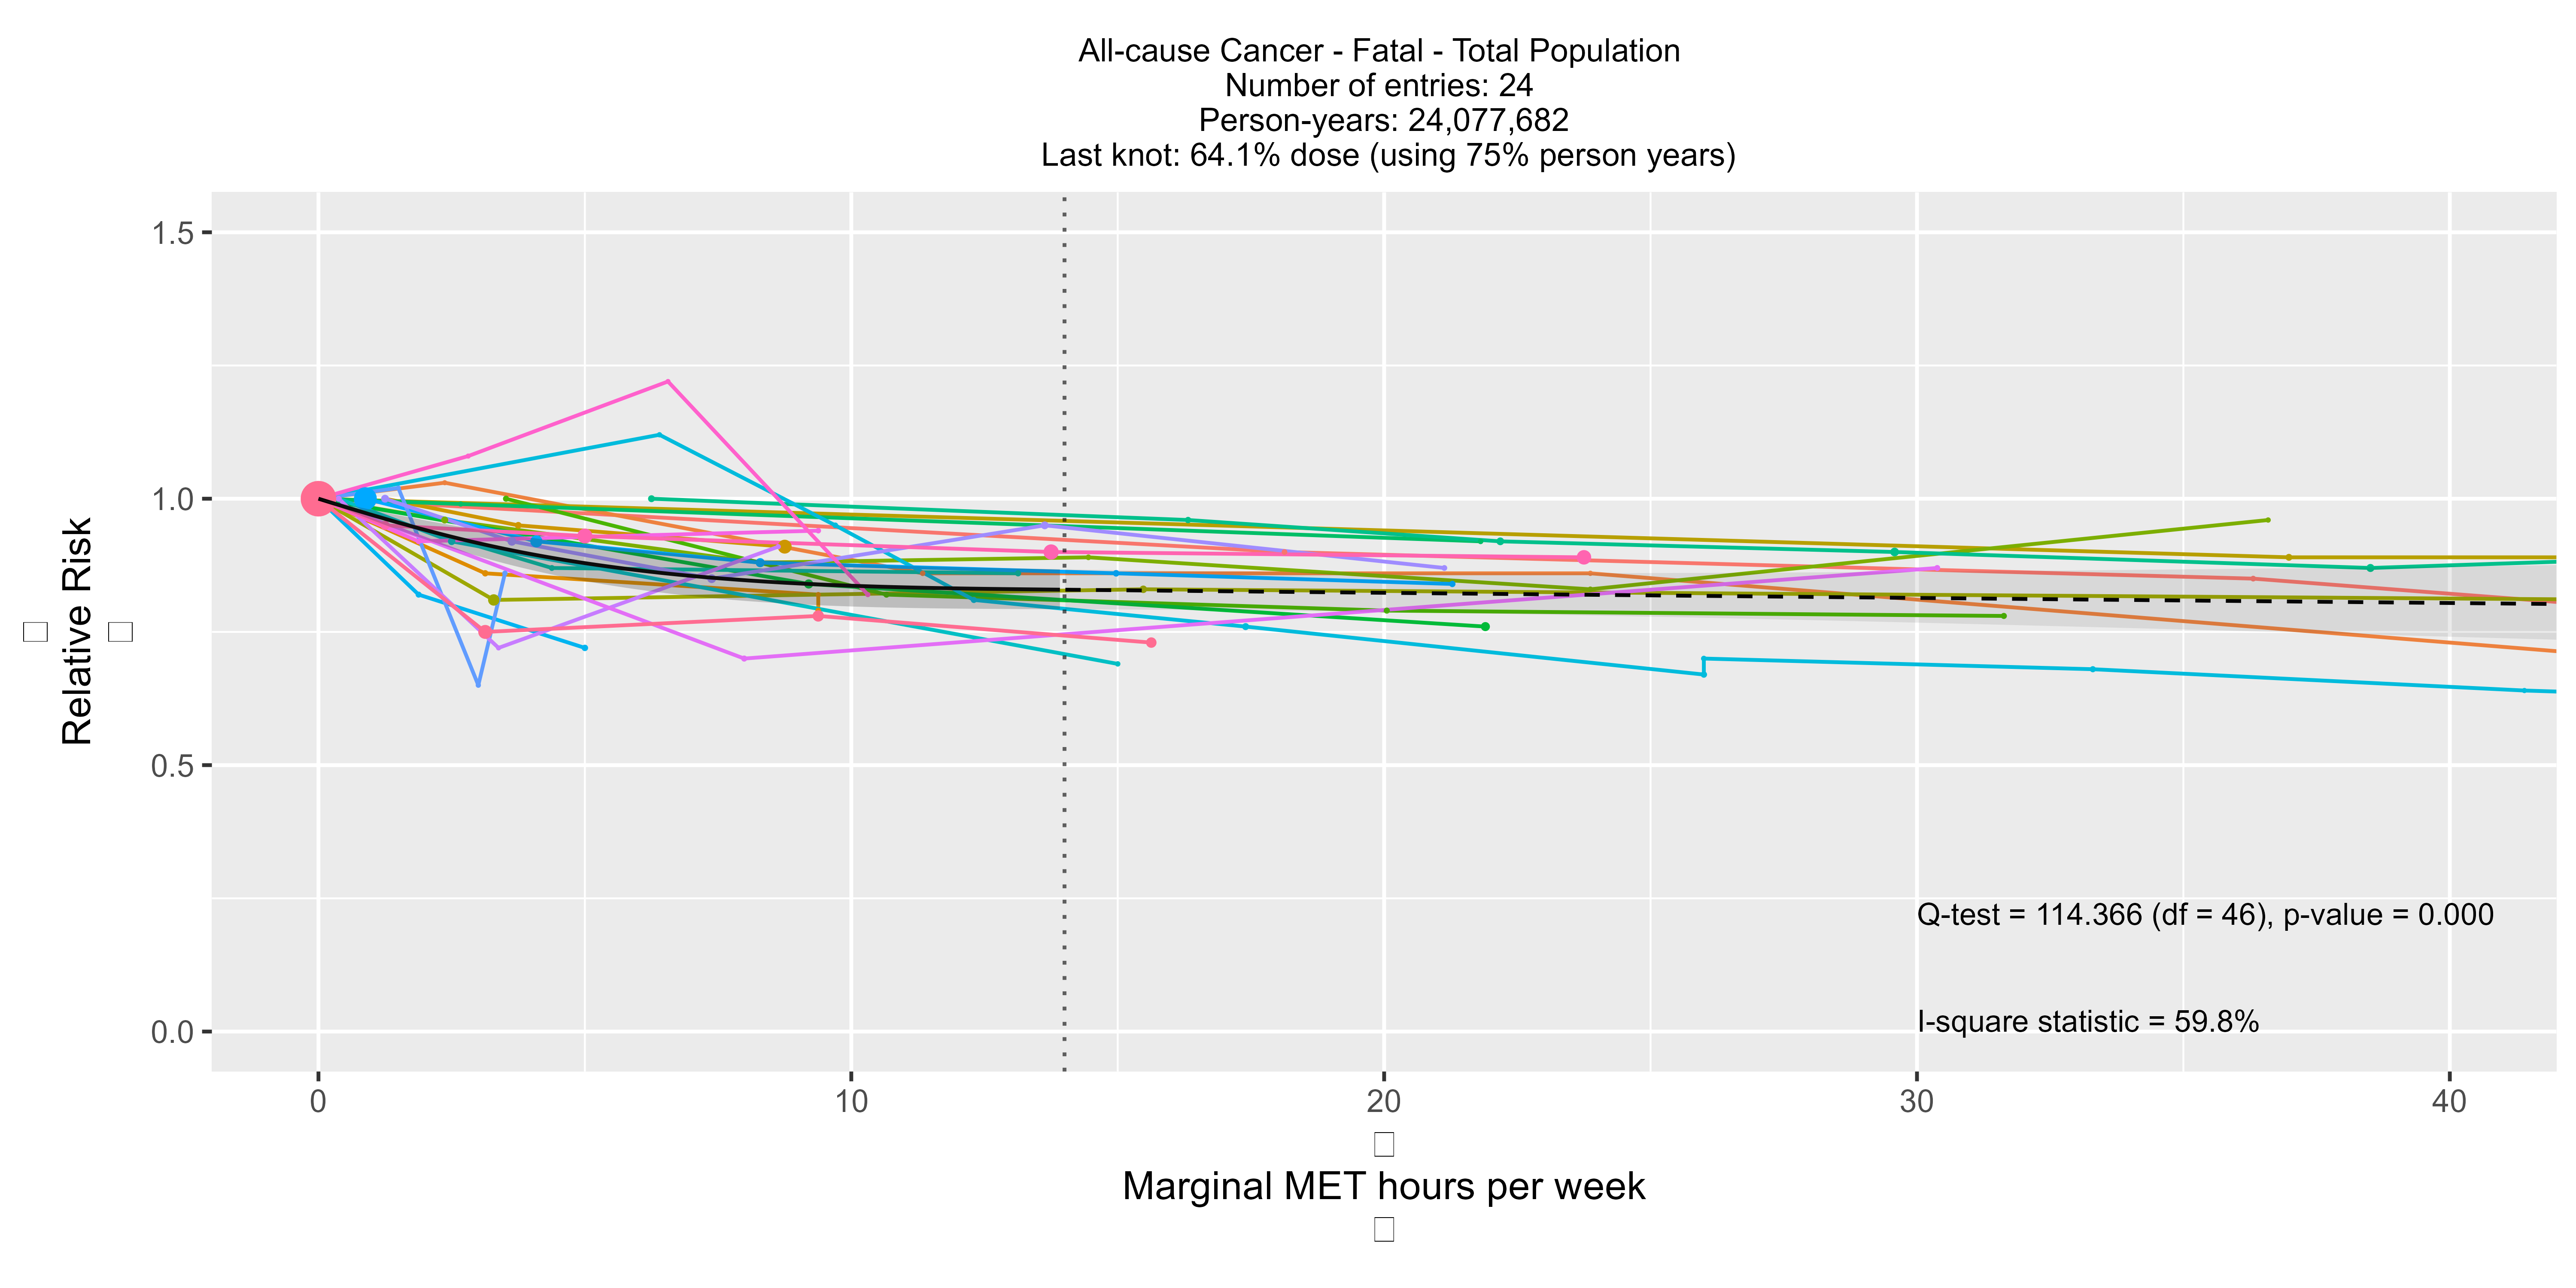 All-cause Cancer - Fatal - Total Population
Number of entries: 24
Person-years: 24,077,682
Last knot: 64.1% dose (using 75% person years)
Relative Risk
1.5
1.0
0.5
0.0
Q-test = 114.366 (df = 46), p-value = 0.000
I-square statistic = 59.8%
0 10 20 30 40
Marginal MET hours per week